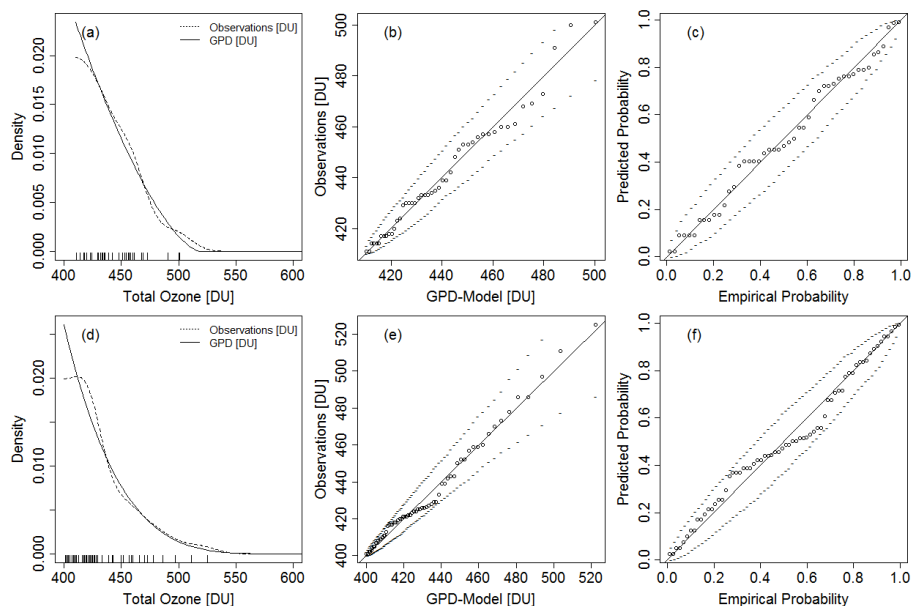 (a)
Observations [DU]
GPD [DU]
Density
0.000 0.005 0.010 0.015 0.020
400 450 500 550 600
Total Ozone [DU]
(b)
Observations [DU]
420 440 460 480 500
420 440 460 480 500
GPD-Model [DU]
(c)
Predicted Probability
0.0 0.2 0.4 0.6 0.8 1.0
0.0 0.2 0.4 0.6 0.8 1.0
Empirical Probability
(d)
Observations [DU]
GPD [DU]
Density
0.000 0.010 0.020
400 450 500 550 600
Total Ozone [DU]
(e)
Observations [DU]
400 420 440 460 480 520
400 420 440 460 480 500 520
GPD-Model [DU]
(f)
Predicted Probability
0.0 0.2 0.4 0.6 0.8 1.0
0.0 0.2 0.4 0.6 0.8 1.0
Empirical Probability